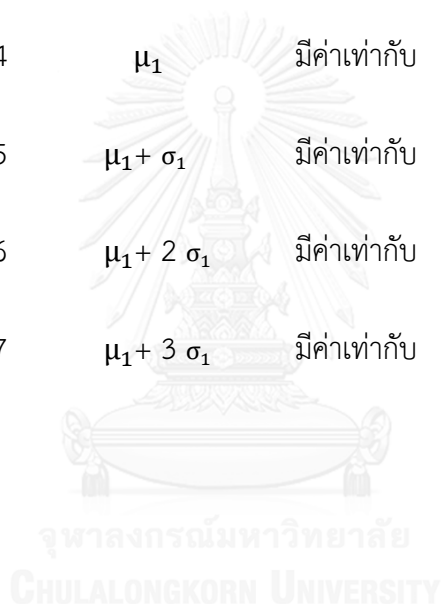 4 μ₁ มีค่าเท่ากับ
5 μ₁+ σ₁ มีค่าเท่ากับ
6 μ₁+ 2 σ₁ มีค่าเท่ากับ
7 μ₁+ 3 σ₁ มีค่าเท่ากับ
จุฬาลงกรณ์มหาวิทยาลัย
CHULALONGKORN UNIVERSITY